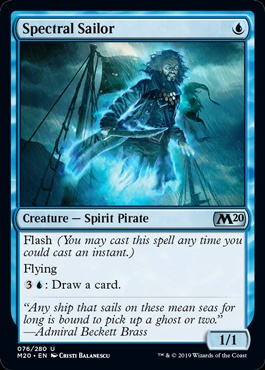 Spectral Sailor
Creature — Spirit Pirate
M20
Flash (You may cast this spell any time you
could cast an instant.)
Flying
3 : Draw a card.
“Any ship that sails on these mean seas for
long is bound to pick up a ghost or two.”
—Admiral Beckett Brass
1/1
076/280 U
M20 • EN Cristi Balanescu
™ & © 2019 Wizards of the Coast